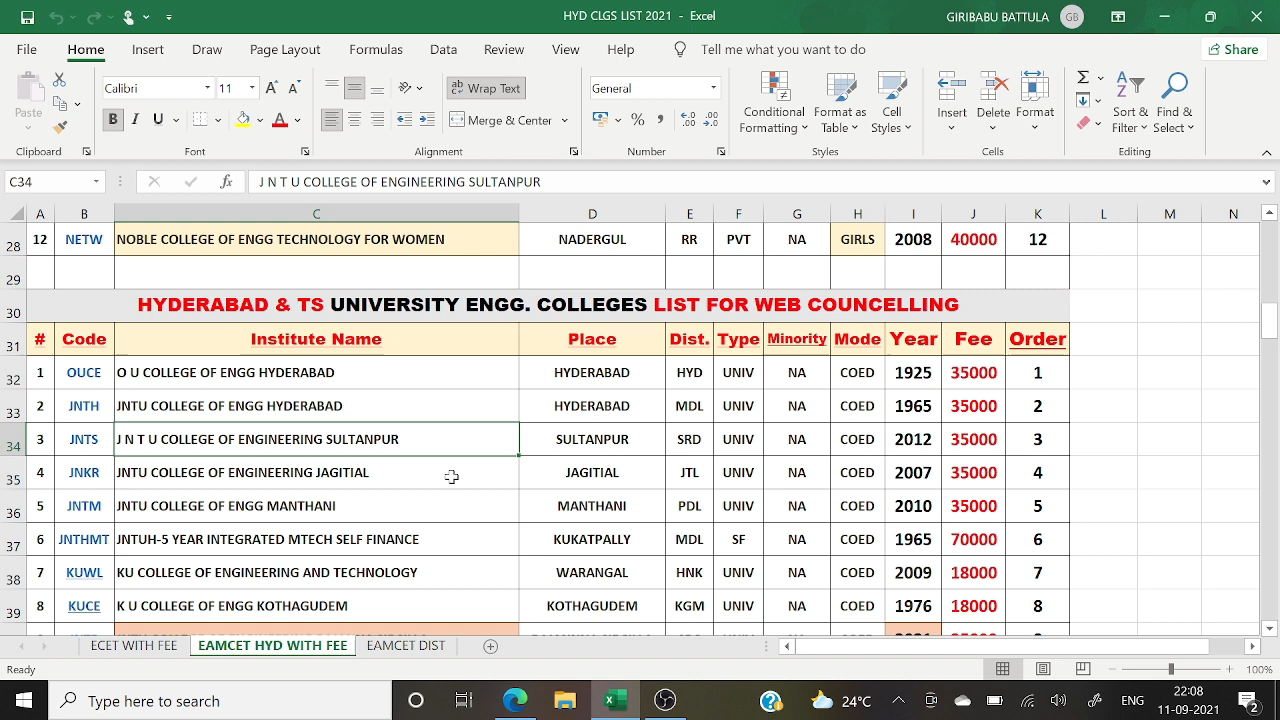 HYD CLGS LIST 2021 - Excel
GIRIBABU BATTULA GB
File Home Insert Draw Page Layout Formulas Data Review View Help Tell me what you want to do Share
Calibri 11 Wrap Text General
Paste B I U Merge & Center Conditional Formatting Format as Table Cell Styles Insert Delete Format Sort & Filter Find & Select
Clipboard Font Alignment Number Styles Cells Editing
C34 fx J N T U COLLEGE OF ENGINEERING SULTANPUR
A B C D E F G H I J K L M N
28 12 NETW NOBLE COLLEGE OF ENGG TECHNOLOGY FOR WOMEN NADERGUL RR PVT NA GIRLS 2008 40000 12
29
30 HYDERABAD & TS UNIVERSITY ENGG. COLLEGES LIST FOR WEB COUNCELLING
31 # Code Institute Name Place Dist. Type Minority Mode Year Fee Order
32 1 OUCE O U COLLEGE OF ENGG HYDERABAD HYDERABAD HYD UNIV NA COED 1925 35000 1
33 2 JNTH JNTU COLLEGE OF ENGG HYDERABAD HYDERABAD MDL UNIV NA COED 1965 35000 2
34 3 JNTS J N T U COLLEGE OF ENGINEERING SULTANPUR SULTANPUR SRD UNIV NA COED 2012 35000 3
35 4 JNKR JNTU COLLEGE OF ENGINEERING JAGITIAL JAGITIAL JTL UNIV NA COED 2007 35000 4
36 5 JNTM JNTU COLLEGE OF ENGG MANTHANI MANTHANI PDL UNIV NA COED 2010 35000 5
37 6 JNTHMT JNTUH-5 YEAR INTEGRATED MTECH SELF FINANCE KUKATPALLY MDL SF NA COED 1965 70000 6
38 7 KUWL KU COLLEGE OF ENGINEERING AND TECHNOLOGY WARANGAL HNK UNIV NA COED 2009 18000 7
39 8 KUCE K U COLLEGE OF ENGG KOTHAGUDEM KOTHAGUDEM KGM UNIV NA COED 1976 18000 8
ECET WITH FEE EAMCET HYD WITH FEE EAMCET DIST
Ready 100%
Type here to search 24°C ENG 22:08
11-09-2021 2